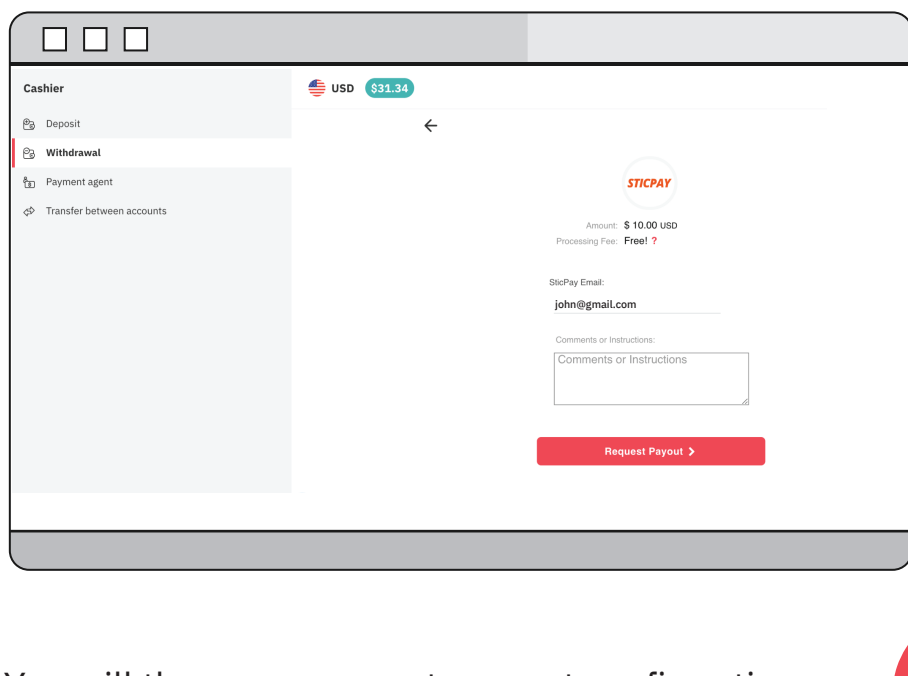 Cashier
USD $31.34
Deposit
Withdrawal
Payment agent
Transfer between accounts
STICPAY
Amount: $ 10.00 USD
Processing Fee: Free! ?
SticPay Email:
john@gmail.com
Comments or Instructions:
Comments or Instructions
Request Payout